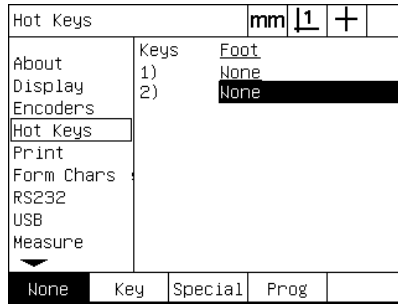 Hot Keys mm 1
Keys Foot
About
1) None
Display
2) None
Encoders
Hot Keys
Print
Form Chars
RS232
USB
Measure
None Key Special Prog